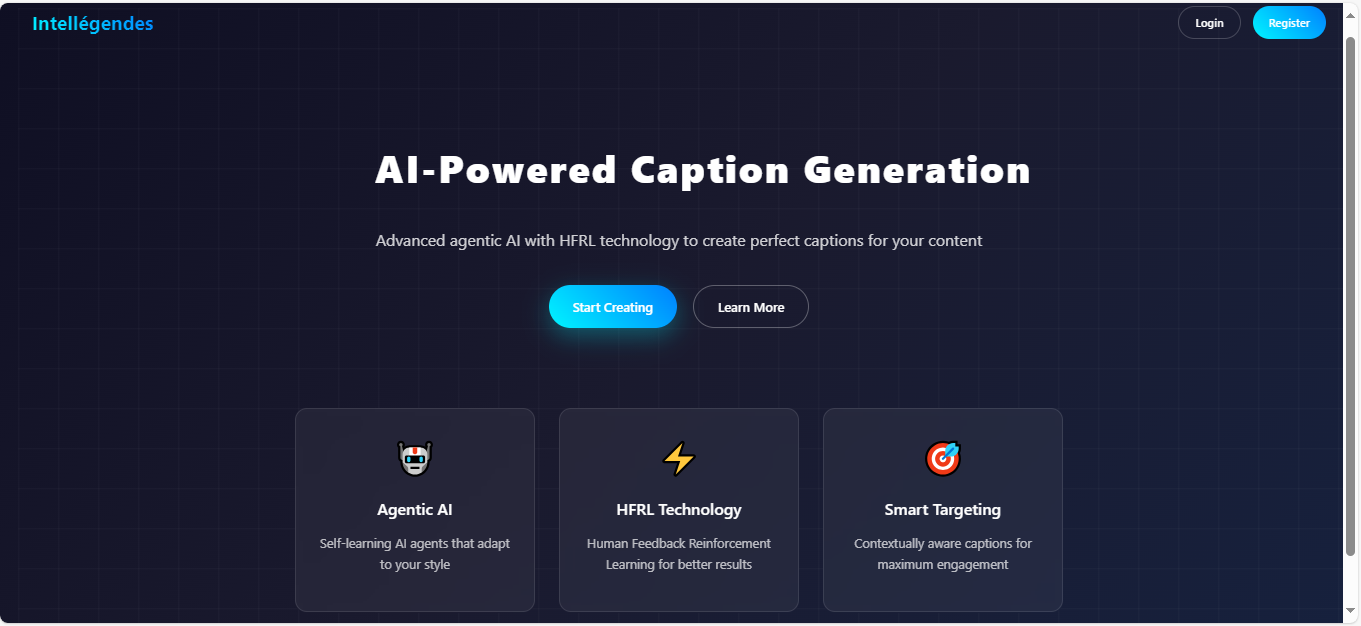 Intellégendes
Login
Register
AI-Powered Caption Generation
Advanced agentic AI with HFRL technology to create perfect captions for your content
Start Creating
Learn More
Agentic AI
Self-learning AI agents that adapt
to your style
HFRL Technology
Human Feedback Reinforcement
Learning for better results
Smart Targeting
Contextually aware captions for
maximum engagement